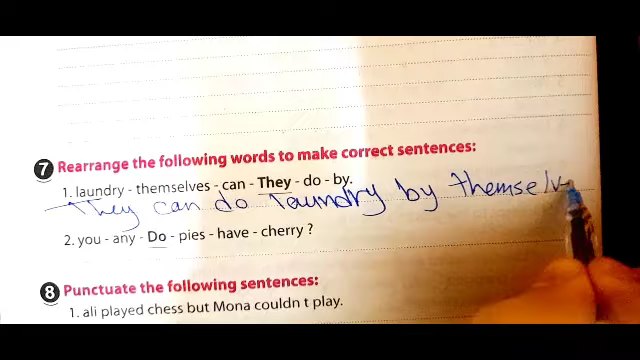 7 Rearrange the following words to make correct sentences:
1. laundry - themselves - can - They - do - by.
They can do laundry by themselv
2. you - any - Do - pies - have - cherry ?
8 Punctuate the following sentences:
1. ali played chess but Mona couldn t play.